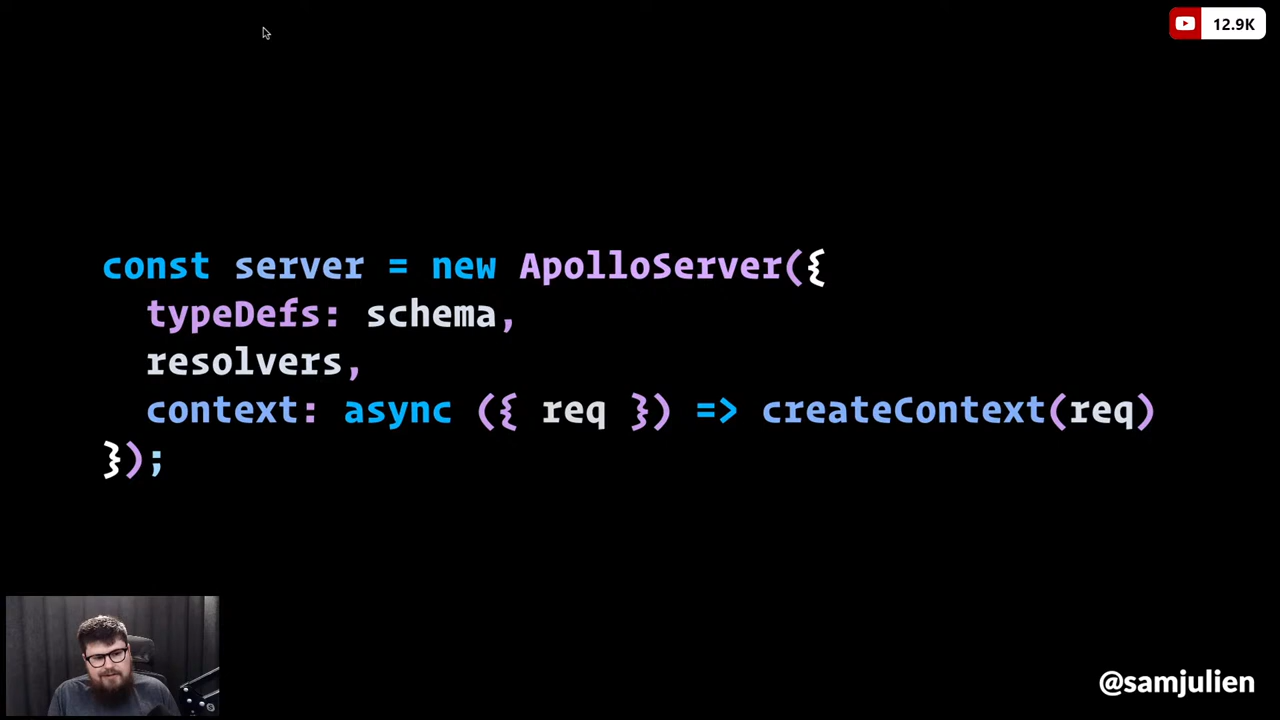 12.9K
const server = new ApolloServer({
typeDefs: schema,
resolvers,
context: async ({ req }) => createContext(req)
});
@samjulien